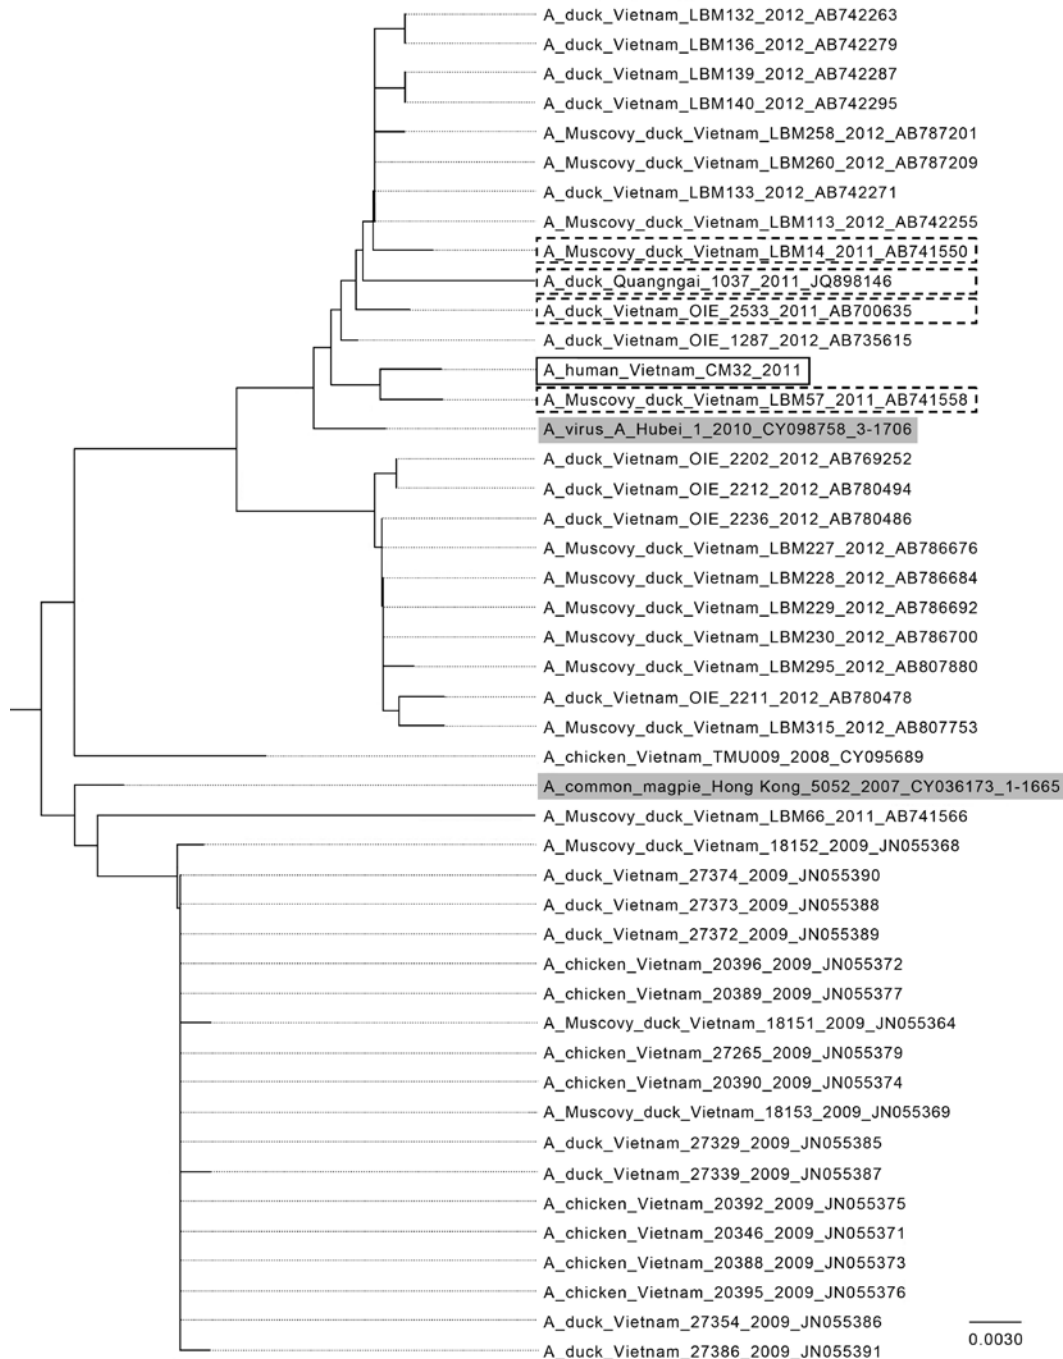 A_duck_Vietnam_LBM132_2012_AB742263
A_duck_Vietnam_LBM136_2012_AB742279
A_duck_Vietnam_LBM139_2012_AB742287
A_duck_Vietnam_LBM140_2012_AB742295
A_Muscovy_duck_Vietnam_LBM258_2012_AB787201
A_Muscovy_duck_Vietnam_LBM260_2012_AB787209
A_duck_Vietnam_LBM133_2012_AB742271
A_Muscovy_duck_Vietnam_LBM113_2012_AB742255
A_Muscovy_duck_Vietnam_LBM14_2011_AB741550
A_duck_Quangngai_1037_2011_JQ898146
A_duck_Vietnam_OIE_2533_2011_AB700635
A_duck_Vietnam_OIE_1287_2012_AB735615
A_human_Vietnam_CM32_2011
A_Muscovy_duck_Vietnam_LBM57_2011_AB741558
A_virus_A_Hubei_1_2010_CY098758_3-1706
A_duck_Vietnam_OIE_2202_2012_AB769252
A_duck_Vietnam_OIE_2212_2012_AB780494
A_duck_Vietnam_OIE_2236_2012_AB780486
A_Muscovy_duck_Vietnam_LBM227_2012_AB786676
A_Muscovy_duck_Vietnam_LBM228_2012_AB786684
A_Muscovy_duck_Vietnam_LBM229_2012_AB786692
A_Muscovy_duck_Vietnam_LBM230_2012_AB786700
A_Muscovy_duck_Vietnam_LBM295_2012_AB807880
A_duck_Vietnam_OIE_2211_2012_AB780478
A_Muscovy_duck_Vietnam_LBM315_2012_AB807753
A_chicken_Vietnam_TMU009_2008_CY095689
A_common_magpie_Hong Kong_5052_2007_CY036173_1-1665
A_Muscovy_duck_Vietnam_LBM66_2011_AB741566
A_Muscovy_duck_Vietnam_18152_2009_JN055368
A_duck_Vietnam_27374_2009_JN055390
A_duck_Vietnam_27373_2009_JN055388
A_duck_Vietnam_27372_2009_JN055389
A_chicken_Vietnam_20396_2009_JN055372
A_chicken_Vietnam_20389_2009_JN055377
A_Muscovy_duck_Vietnam_18151_2009_JN055364
A_chicken_Vietnam_27265_2009_JN055379
A_chicken_Vietnam_20390_2009_JN055374
A_Muscovy_duck_Vietnam_18153_2009_JN055369
A_duck_Vietnam_27329_2009_JN055385
A_duck_Vietnam_27339_2009_JN055387
A_chicken_Vietnam_20392_2009_JN055375
A_chicken_Vietnam_20346_2009_JN055371
A_chicken_Vietnam_20388_2009_JN055373
A_chicken_Vietnam_20395_2009_JN055376
A_duck_Vietnam_27354_2009_JN055386
A_duck_Vietnam_27386_2009_JN055391
0.0030